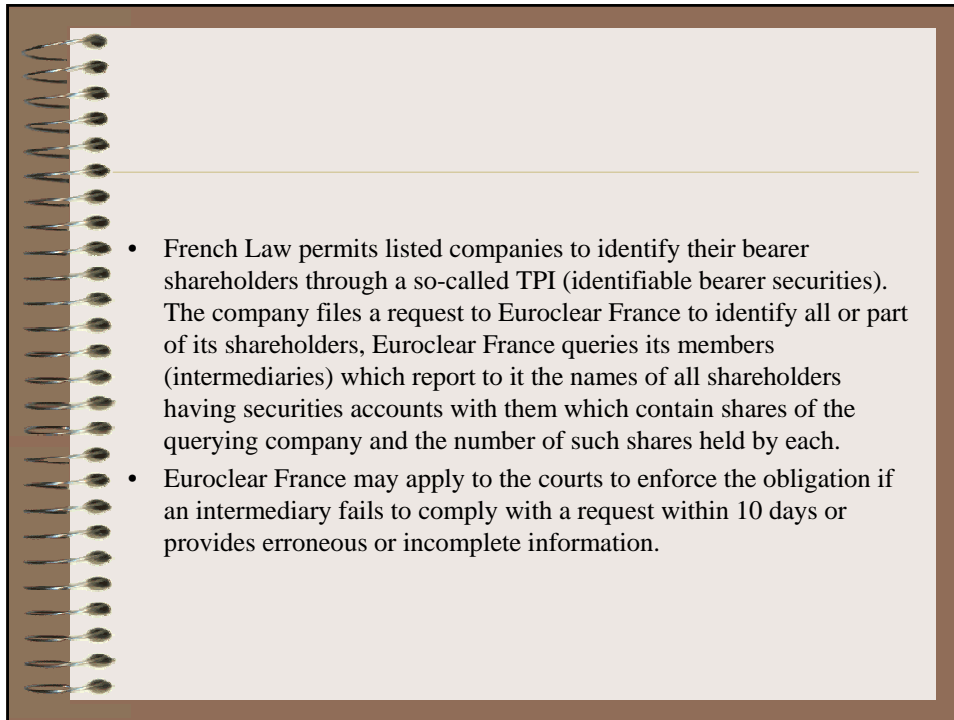 • French Law permits listed companies to identify their bearer
shareholders through a so-called TPI (identifiable bearer securities).
The company files a request to Euroclear France to identify all or part
of its shareholders, Euroclear France queries its members
(intermediaries) which report to it the names of all shareholders
having securities accounts with them which contain shares of the
querying company and the number of such shares held by each.
• Euroclear France may apply to the courts to enforce the obligation if
an intermediary fails to comply with a request within 10 days or
provides erroneous or incomplete information.